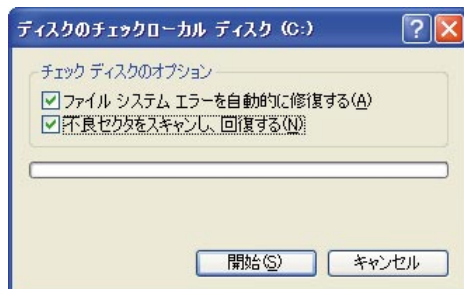 ディスクのチェックローカル ディスク (C:)
チェック ディスクのオプション
ファイル システム エラーを自動的に修復する(A)
不良セクタをスキャンし、回復する(N)
開始(S)
キャンセル